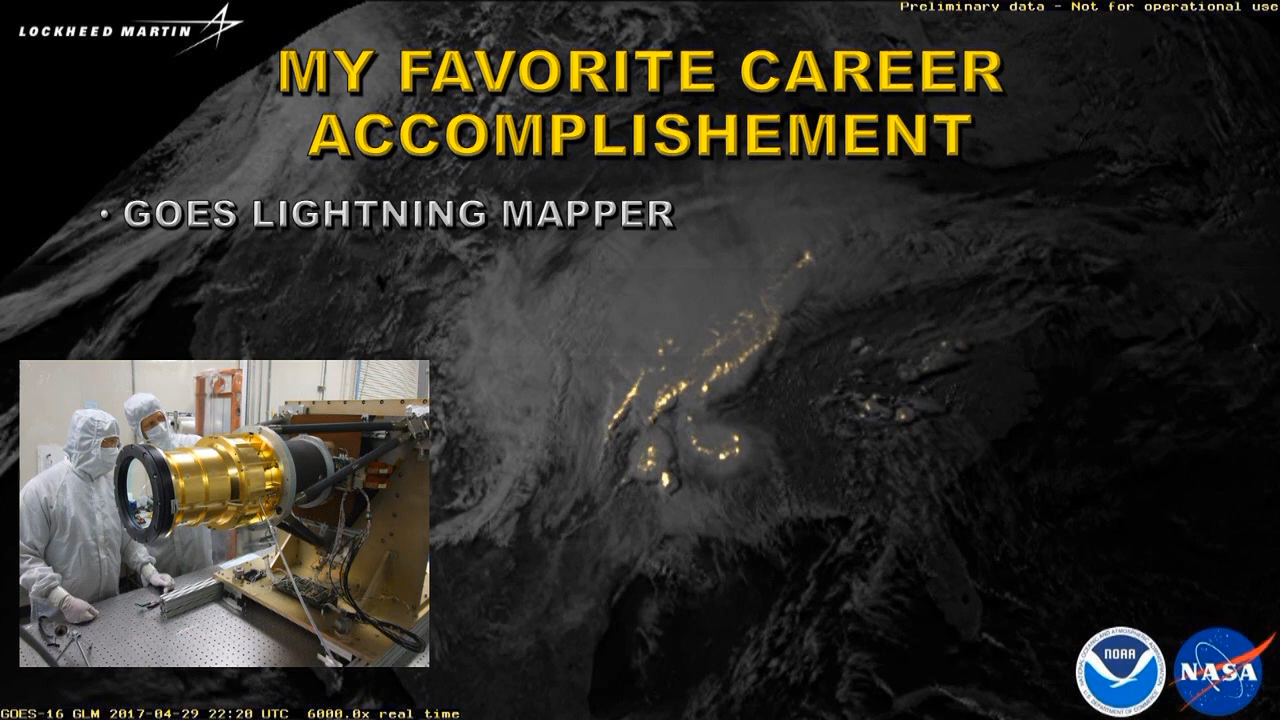 Preliminary data - Not for operational use
LOCKHEED MARTIN
MY FAVORITE CAREER
ACCOMPLISHEMENT
• GOES LIGHTNING MAPPER
NOAA
NASA
GOES-16 GLM 2017-04-29 22:20 UTC 6000.0x real time